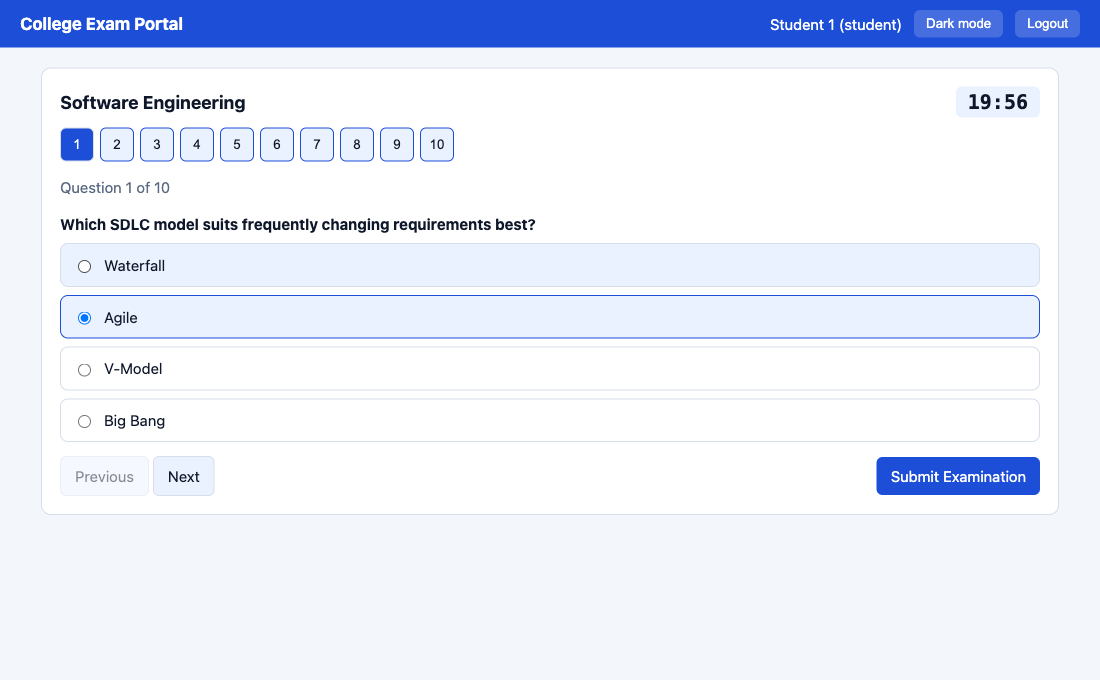 College Exam Portal
Student 1 (student) Dark mode Logout
Software Engineering 19:56
1 2 3 4 5 6 7 8 9 10
Question 1 of 10
Which SDLC model suits frequently changing requirements best?
Waterfall
Agile
V-Model
Big Bang
Previous Next Submit Examination